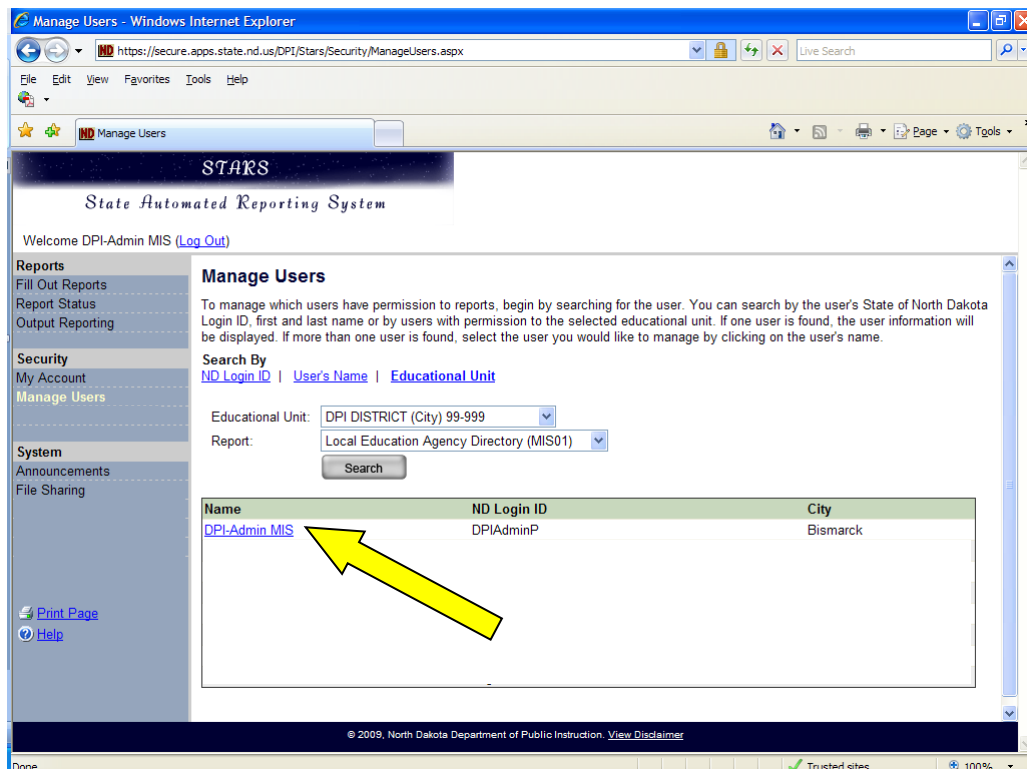 Manage Users - Windows Internet Explorer
ND https://secure.apps.state.nd.us/DPI/Stars/Security/ManageUsers.aspx Live Search
File Edit View Favorites Tools Help
ND Manage Users Page Tools
STARS
State Automated Reporting System
Welcome DPI-Admin MIS (Log Out)
Reports
Fill Out Reports
Report Status
Output Reporting
Security
My Account
Manage Users
System
Announcements
File Sharing
Print Page
Help
Manage Users
To manage which users have permission to reports, begin by searching for the user. You can search by the user's State of North Dakota
Login ID, first and last name or by users with permission to the selected educational unit. If one user is found, the user information will
be displayed. If more than one user is found, select the user you would like to manage by clicking on the user's name.
Search By
ND Login ID | User's Name | Educational Unit
Educational Unit: DPI DISTRICT (City) 99-999
Report: Local Education Agency Directory (MIS01)
Search
Name ND Login ID City
DPI-Admin MIS DPIAdminP Bismarck
© 2009, North Dakota Department of Public Instruction. View Disclaimer
Done Trusted sites 100%